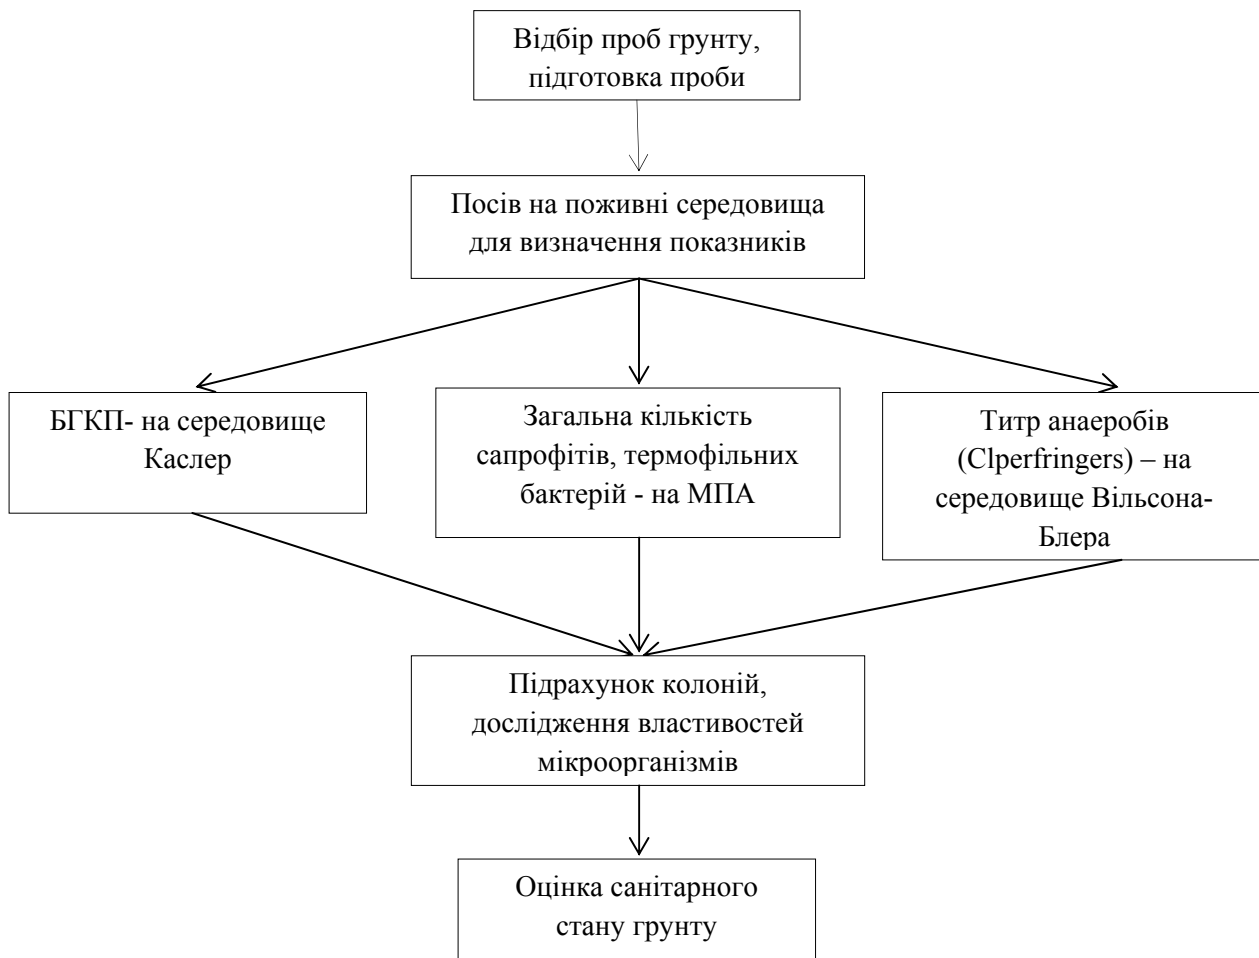 Відбір проб грунту,
підготовка проби
Посів на поживні середовища
для визначення показників
БГКП- на середовище
Каслер
Загальна кількість
сапрофітів, термофільних
бактерій - на МПА
Титр анаеробів
(Clperfringers) – на
середовище Вільсона-
Блера
Підрахунок колоній,
дослідження властивостей
мікроорганізмів
Оцінка санітарного
стану грунту